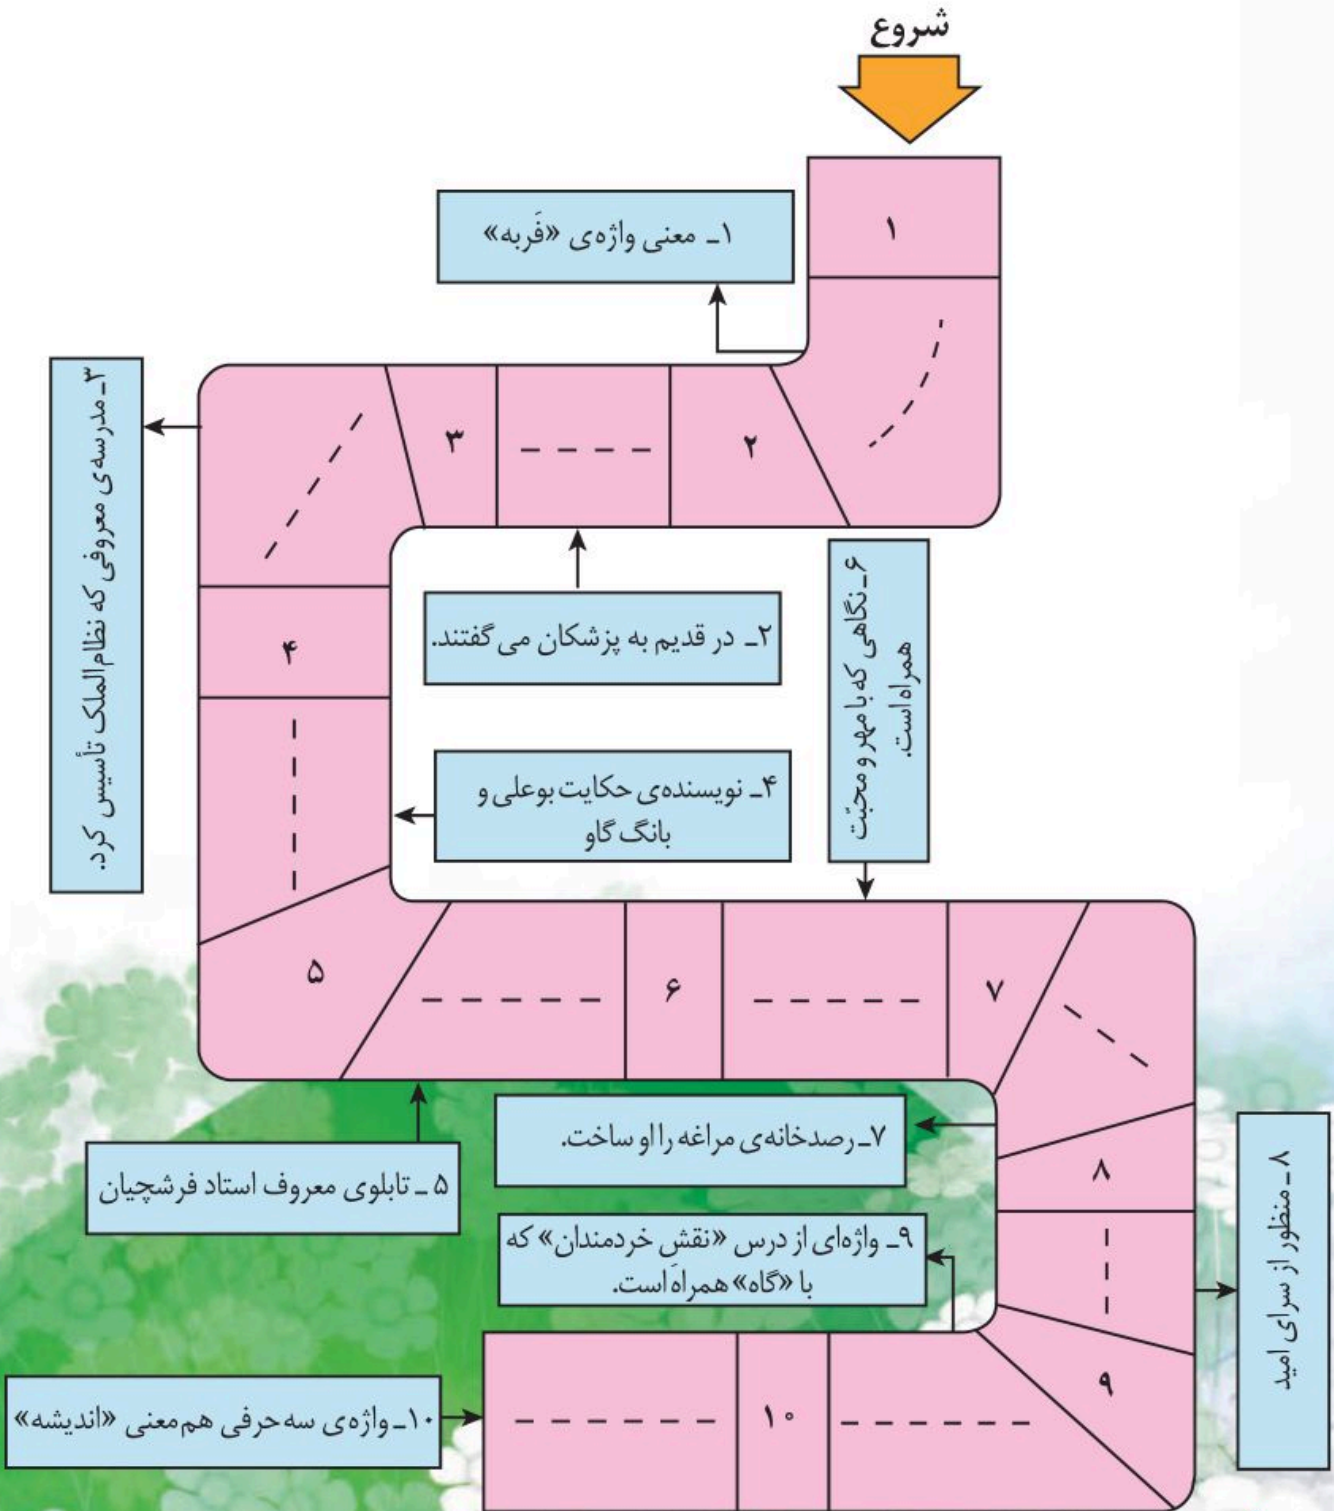 شروع
۱
۱ـ معنی واژه‌ی «فَربه»
۲
۳
۳ـ مدرسه‌ی معروفی که نظام‌الملک تأسیس کرد.
۲ـ در قدیم به پزشکان می‌گفتند.
۶ـ نگاهی که با مهر و محبّت
همراه است.
۴
۴ـ نویسنده‌ی حکایت بوعلی و
بانگ گاو
۵
۶
۷
۷ـ رصدخانه‌ی مراغه را او ساخت.
۵ ـ تابلوی معروف استاد فرشچیان
۸
۸ ـ منظور از سرای امید
۹ـ واژه‌ای از درس «نقشِ خردمندان» که
با «گاه» همراه است.
۹
۱۰
۱۰ـ واژه‌ی سه حرفی هم معنی «اندیشه»